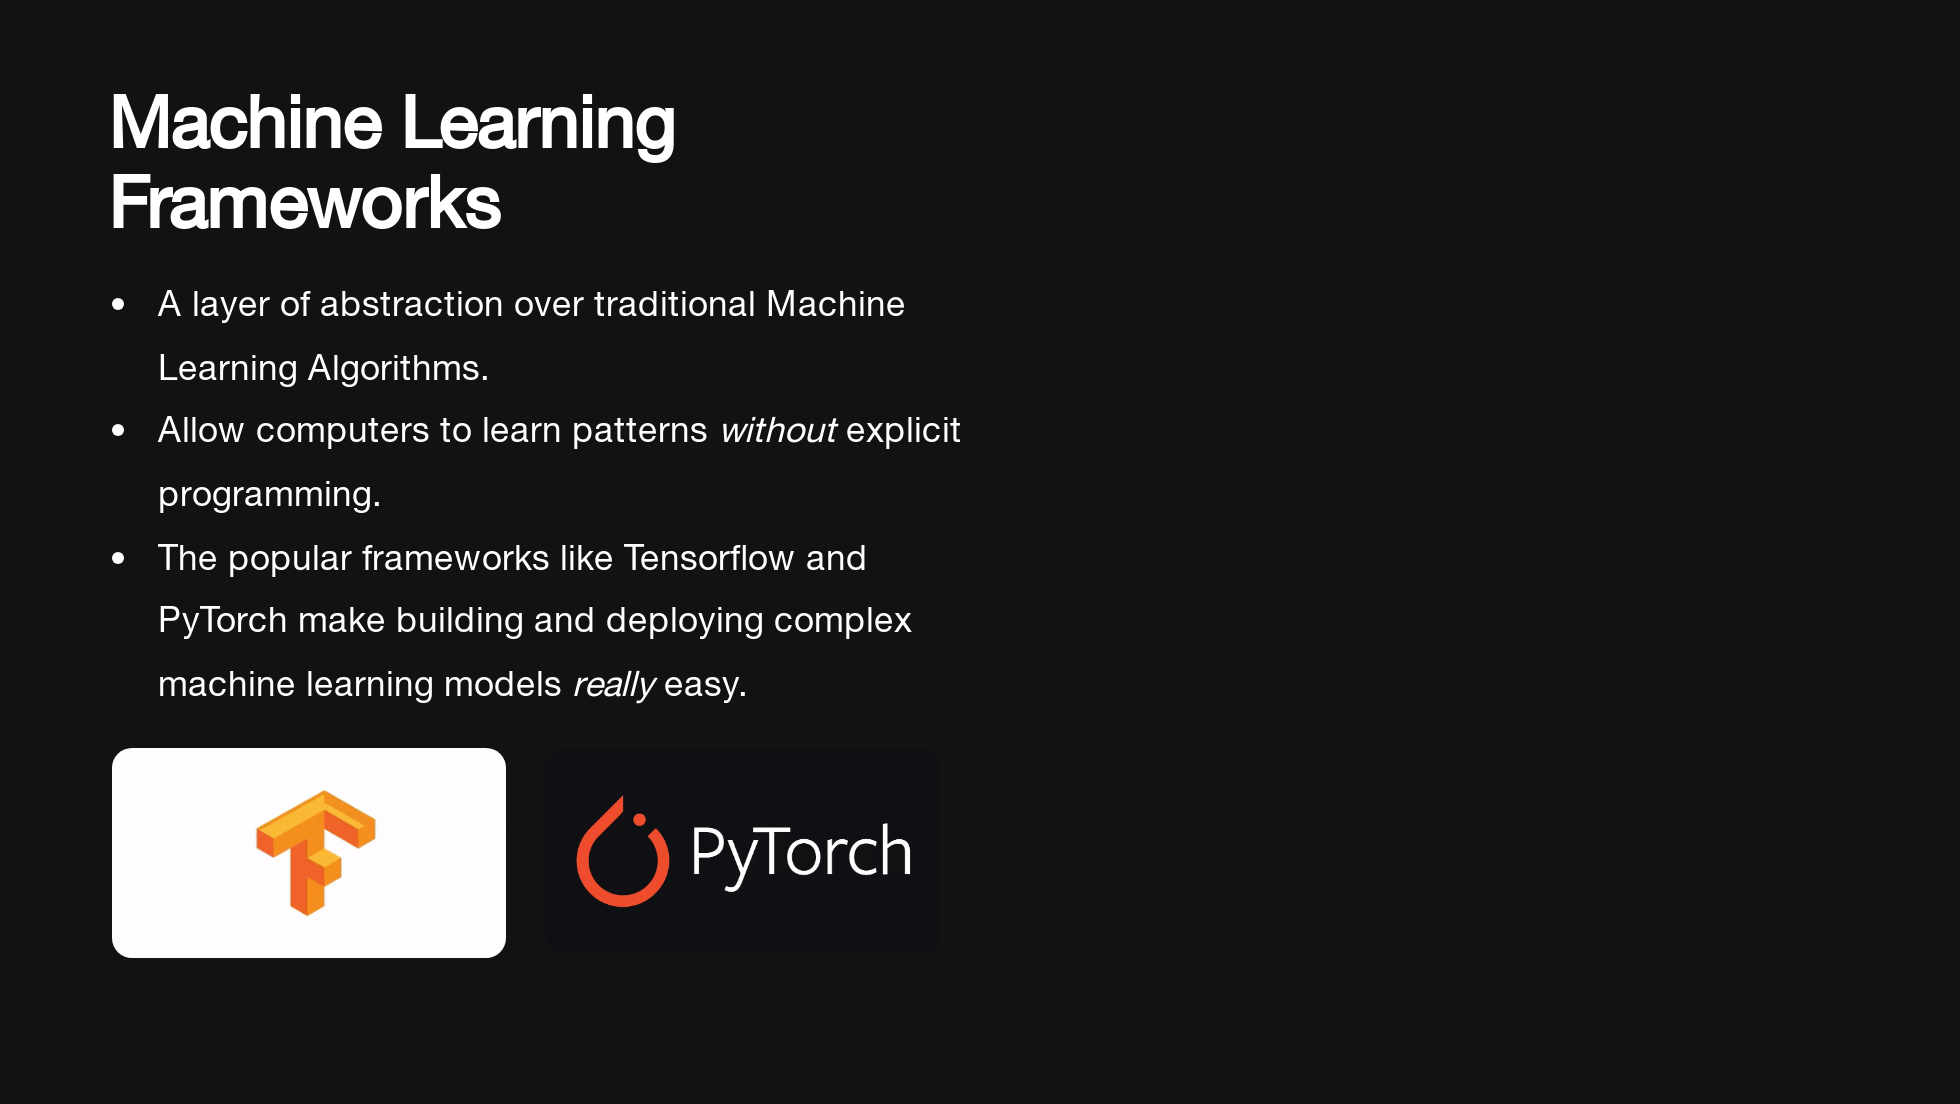 Machine Learning
Frameworks
• A layer of abstraction over traditional Machine
Learning Algorithms.
• Allow computers to learn patterns without explicit
programming.
• The popular frameworks like Tensorflow and
PyTorch make building and deploying complex
machine learning models really easy.
PyTorch